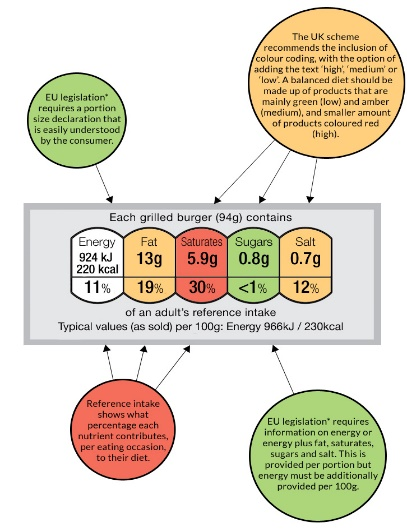 The UK scheme
recommends the inclusion of
colour coding, with the option of
adding the text 'high', 'medium' or
'low'. A balanced diet should be
made up of products that are
mainly green (low) and amber
(medium), and smaller amount
of products coloured red
(high).
EU legislation*
requires a portion
size declaration that
is easily understood
by the consumer.
Each grilled burger (94g) contains
Energy Fat Saturates Sugars Salt
924 kJ
220 kcal 13g 5.9g 0.8g 0.7g
11% 19% 30% <1% 12%
of an adult's reference intake
Typical values (as sold) per 100g: Energy 966kJ / 230kcal
Reference intake
shows what
percentage each
nutrient contributes,
per eating occasion,
to their diet.
EU legislation* requires
information on energy or
energy plus fat, saturates,
sugars and salt. This is
provided per portion but
energy must be additionally
provided per 100g.